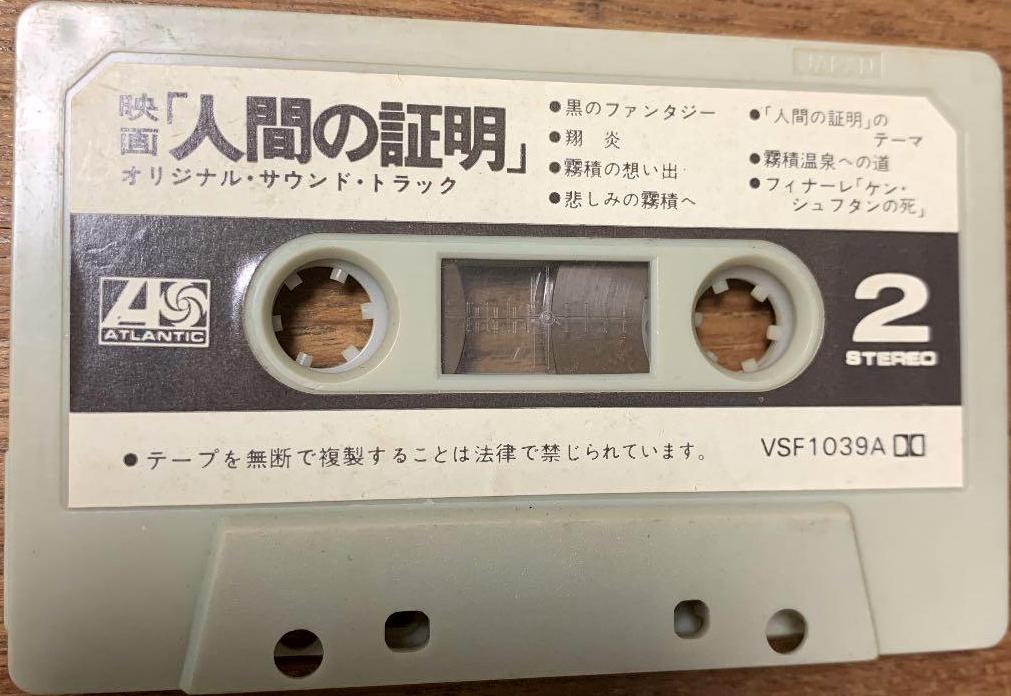 JAPAN
映画「人間の証明」
オリジナル・サウンド・トラック
●黒のファンタジー
●翔 炎
●霧積の想い出
●悲しみの霧積へ
●「人間の証明」の
テーマ
●霧積温泉への道
●フィナーレ「ケン・
シュフタンの死」
ATLANTIC
2
STEREO
●テープを無断で複製することは法律で禁じられています。
VSF1039A